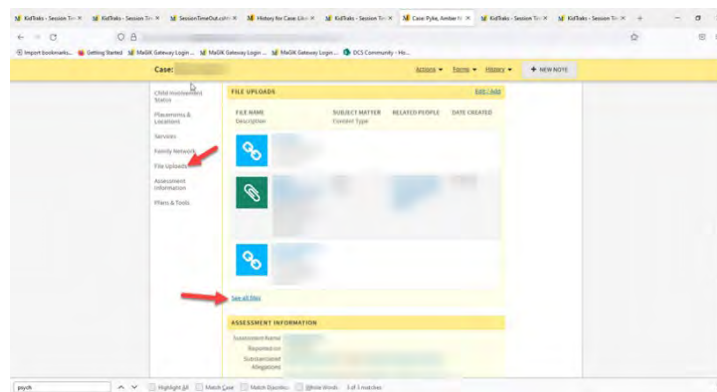 KidTraks - Session Tim
KidTraks - Session Tim
SessionTimeOut.cshtm
History for Case:
KidTraks - Session Tim
Case: Pyke, Amber
KidTraks - Session Tim
KidTraks - Session Tim
Import bookmarks...
Getting Started
MaGIK Gateway Login ...
MaGIK Gateway Login ...
MaGIK Gateway Login ...
DCS Community - Ho...
Case:
Actions
Forms
History
+ NEW NOTE
Child Involvement
Status
Placements &
Locations
Services
Family Network
File Uploads
Assessment
Information
Plans & Tools
FILE UPLOADS
Edit / Add
FILE NAME
Description
SUBJECT MATTER
Content Type
RELATED PEOPLE
DATE CREATED
See all files
ASSESSMENT INFORMATION
Assessment Name
Reported on
Substantiated
Allegations
psych
Highlight All
Match Case
Match Diacritics
Whole Words
3 of 3 matches